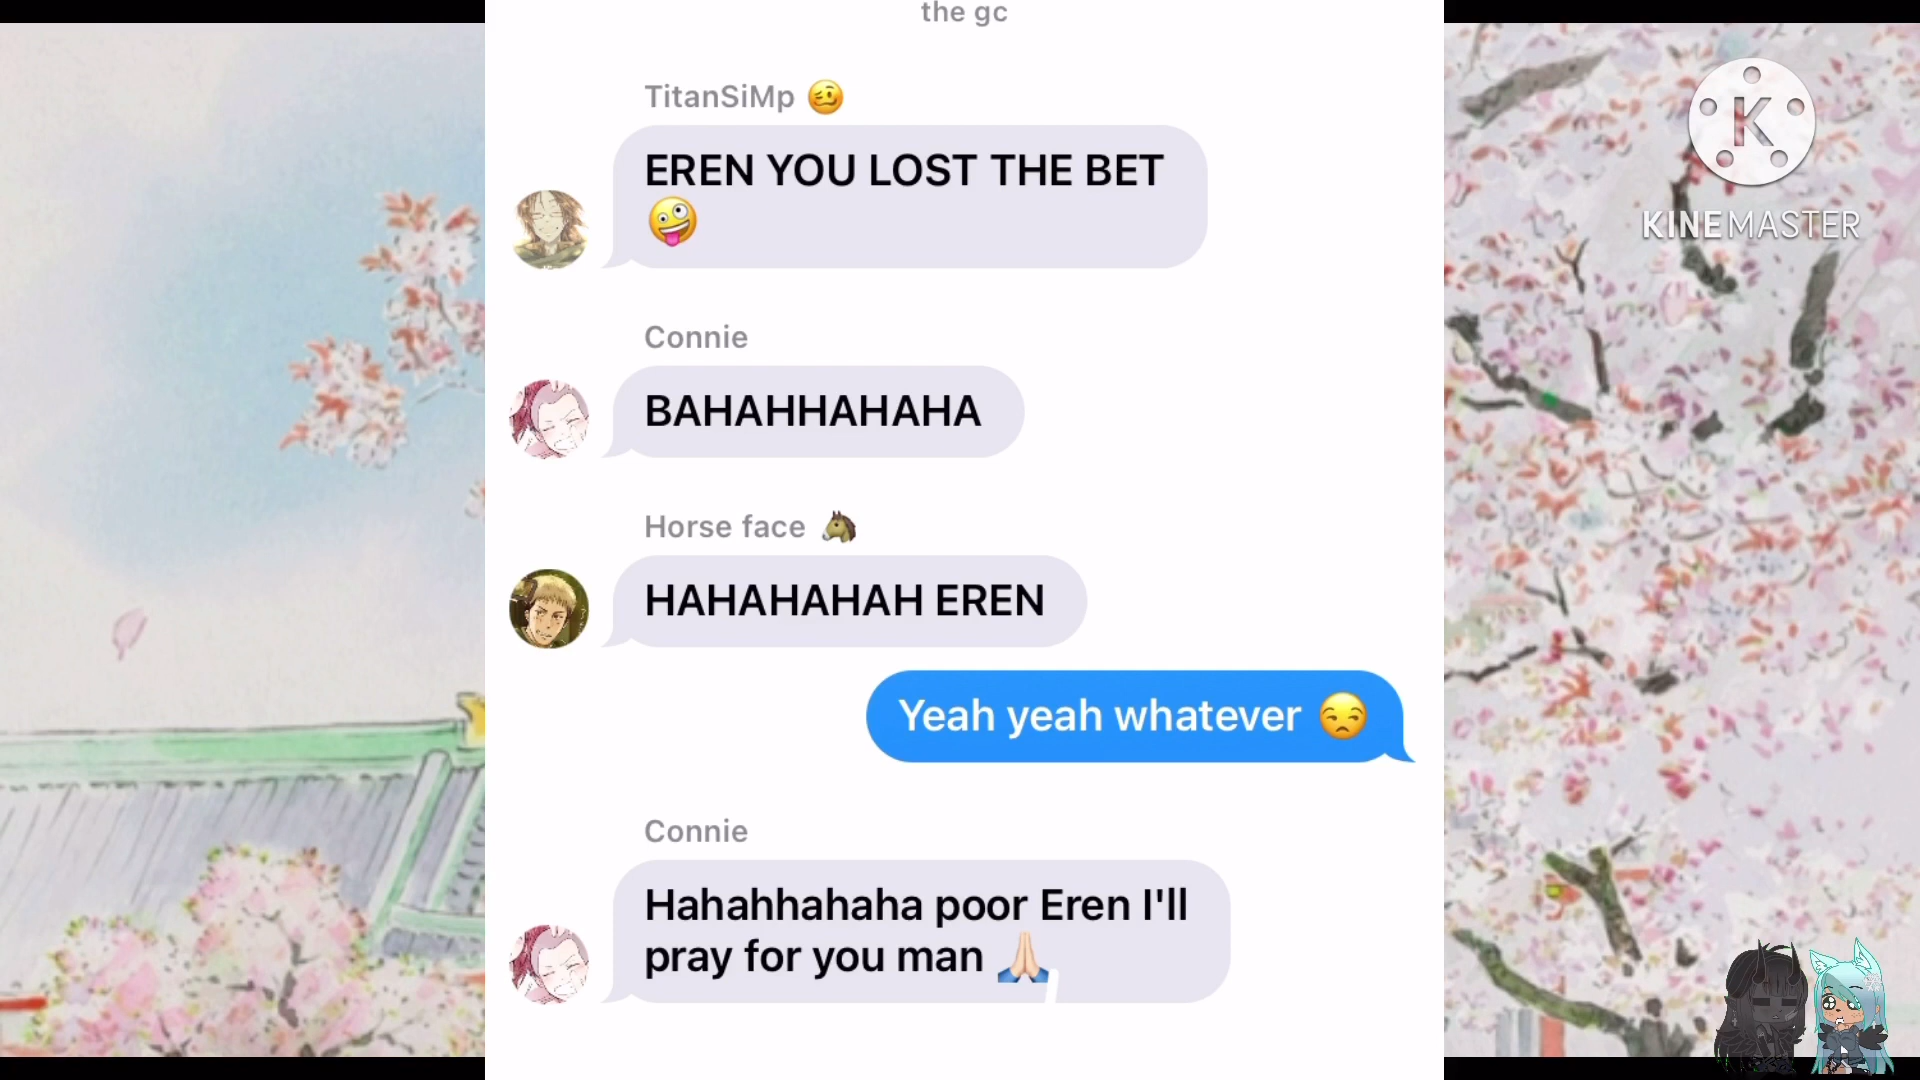 the gc
TitanSiMp 🥴
EREN YOU LOST THE BET
🤪
Connie
BAHAHHAHAHA
Horse face 🐴
HAHAHAHAH EREN
Yeah yeah whatever 😒
Connie
Hahahhahaha poor Eren I'll
pray for you man 🙏🏻
K
KINEMASTER